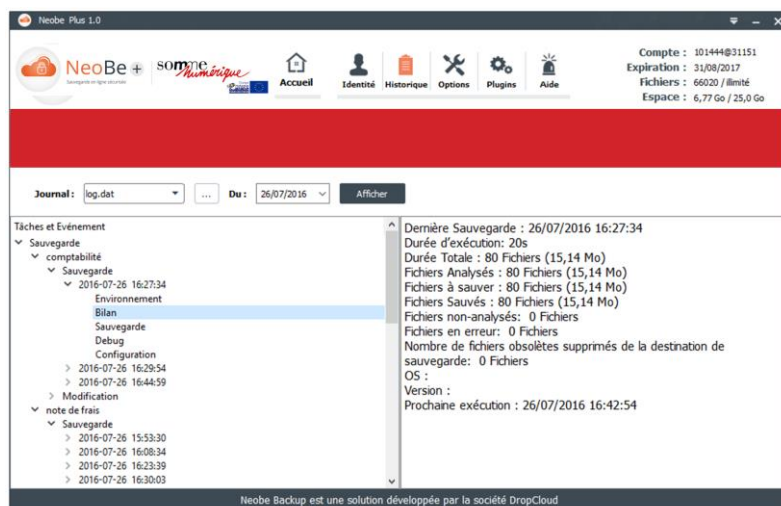 Neobe Plus 1.0
NeoBe +
Sauvegarde en ligne sécurisée
somme
numérique
Accueil
Identité
Historique
Options
Plugins
Aide
Compte : 101444@31151
Expiration : 31/08/2017
Fichiers : 66020 / illimité
Espace : 6,77 Go / 25,0 Go
Journal : log.dat ... Du : 26/07/2016 Afficher
Tâches et Evénement
Sauvegarde
comptabilité
Sauvegarde
2016-07-26 16:27:34
Environnement
Bilan
Sauvegarde
Debug
Configuration
2016-07-26 16:29:54
2016-07-26 16:44:59
Modification
note de frais
Sauvegarde
2016-07-26 15:53:30
2016-07-26 16:08:34
2016-07-26 16:23:39
2016-07-26 16:30:03
Dernière Sauvegarde : 26/07/2016 16:27:34
Durée d'exécution: 20s
Durée Totale : 80 Fichiers (15,14 Mo)
Fichiers Analysés : 80 Fichiers (15,14 Mo)
Fichiers à sauver : 80 Fichiers (15,14 Mo)
Fichiers Sauvés : 80 Fichiers (15,14 Mo)
Fichiers non-analysés: 0 Fichiers
Fichiers en erreur: 0 Fichiers
Nombre de fichiers obsolètes supprimés de la destination de
sauvegarde: 0 Fichiers
OS :
Version :
Prochaine exécution : 26/07/2016 16:42:54
Neobe Backup est une solution développée par la société DropCloud